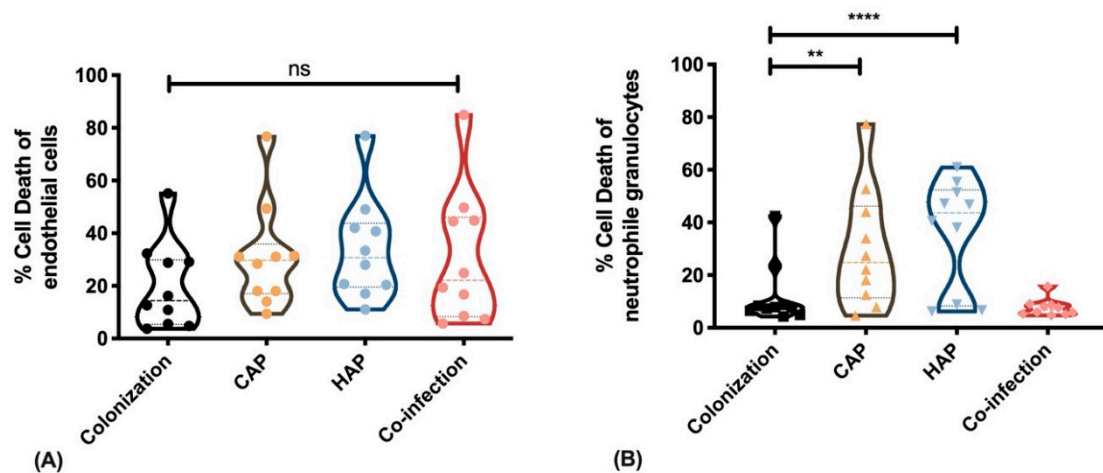 ns
100
80
60
40
20
0
% Cell Death of
endothelial cells
Colonization
CAP
HAP
Co-infection
(A)
****
**
100
80
60
40
20
0
% Cell Death of
neutrophile granulocytes
Colonization
CAP
HAP
Co-infection
(B)